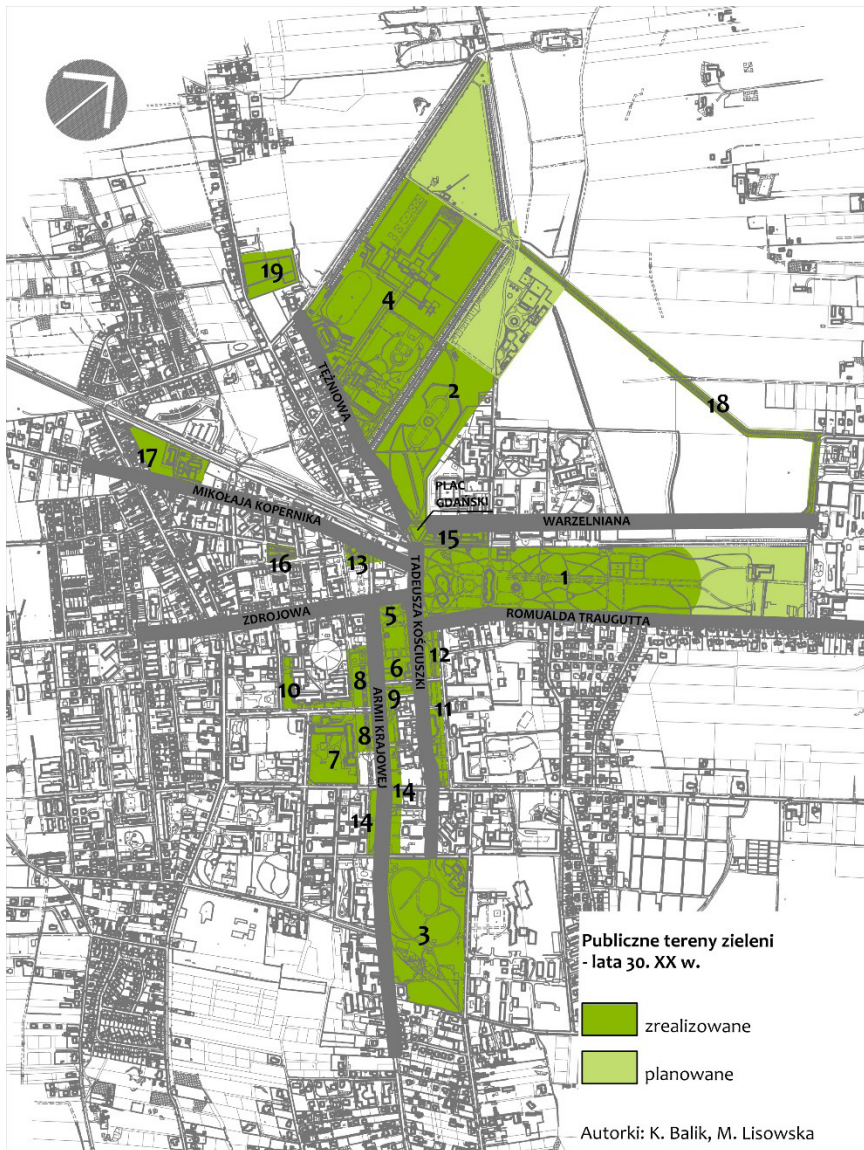 19
4
TĘŻNIOWA
2
18
17
MIKOŁAJA KOPERNIKA
PLAC
GDAŃSKI
WARZELNIANA
15
16
13
1
TADEUSZA KOŚCIUSZKI
ZDROJOWA
5
ROMUALDA TRAUGUTTA
12
6
10
8
9
11
ARMII KRAJOWEJ
8
7
14
14
3
Publiczne tereny zieleni
- lata 30. XX w.
zrealizowane
planowane
Autorki: K. Balik, M. Lisowska